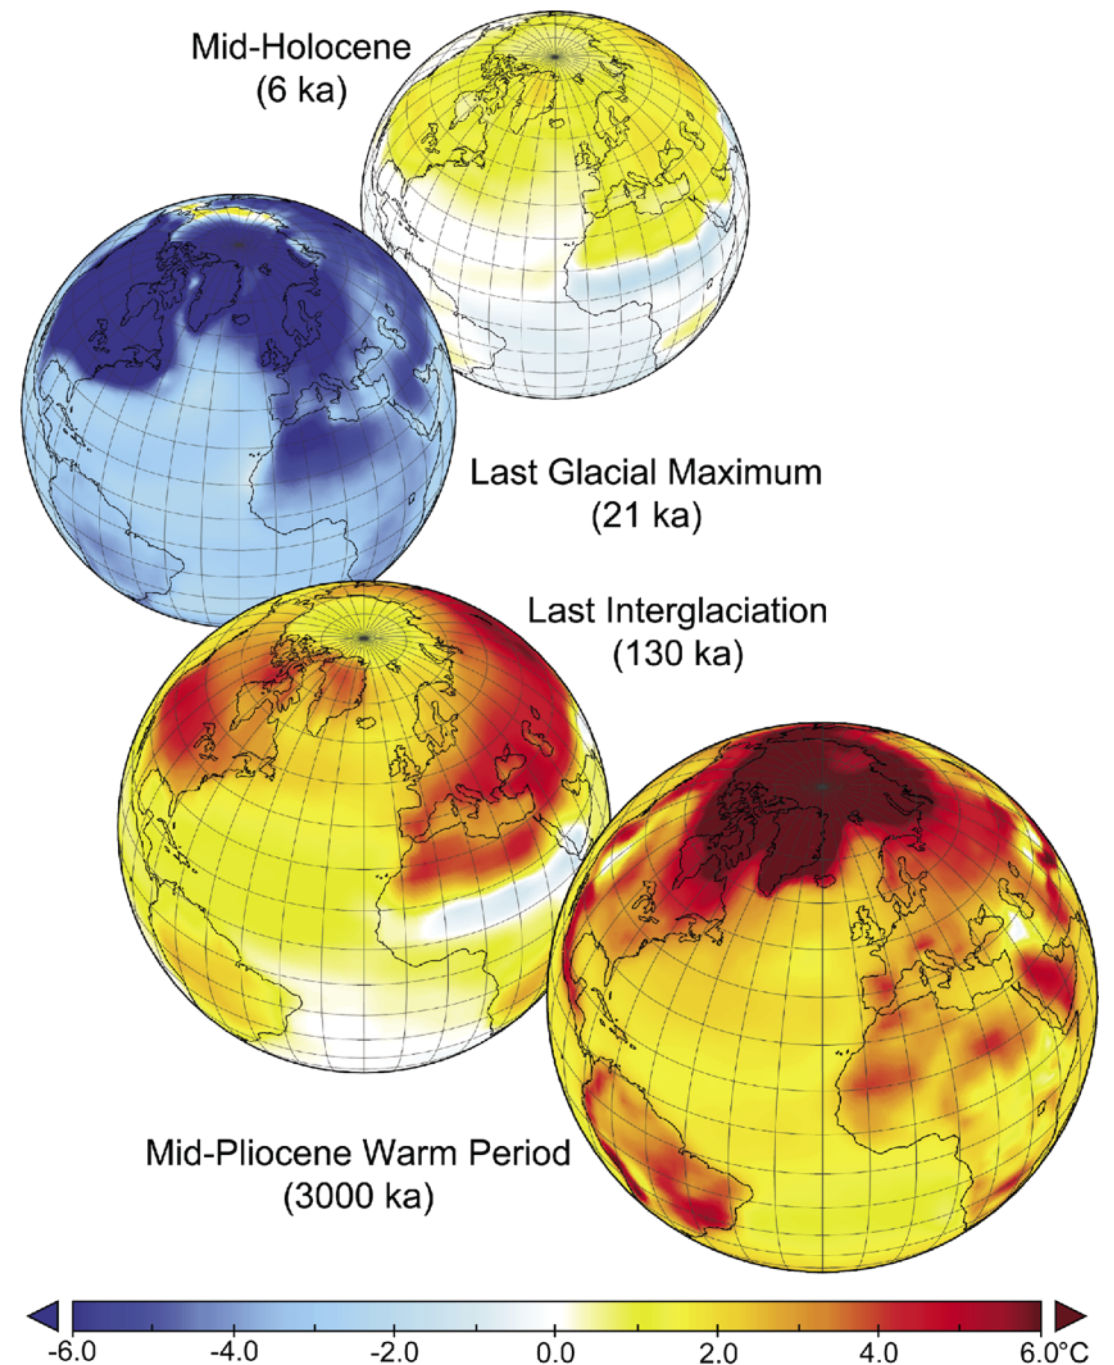 Mid-Holocene
(6 ka)
Last Glacial Maximum
(21 ka)
Last Interglaciation
(130 ka)
Mid-Pliocene Warm Period
(3000 ka)
-6.0 -4.0 -2.0 0.0 2.0 4.0 6.0°C